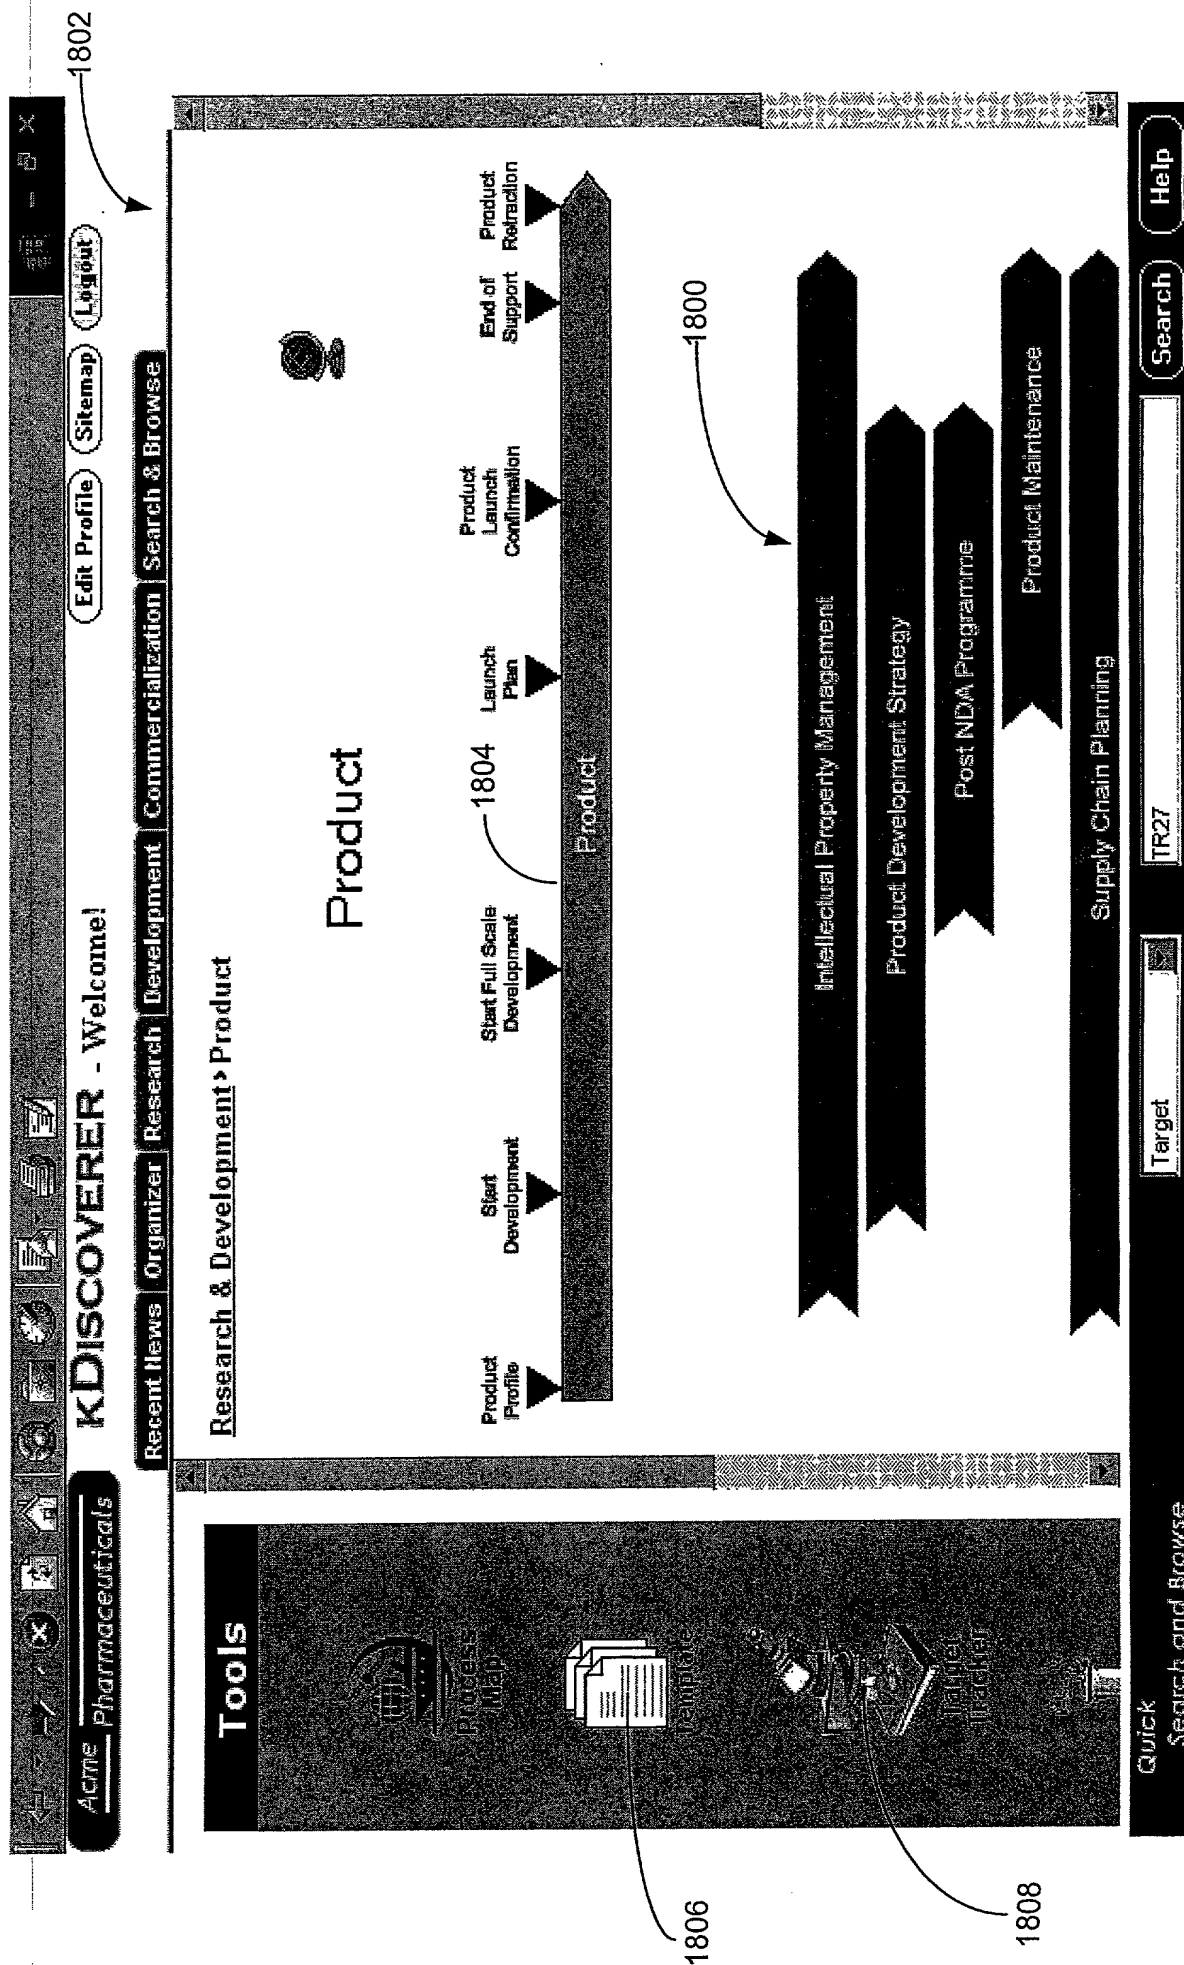 1802
Acme Pharmaceuticals
KDISCOVERER - Welcome!
Edit Profile
Sitemap
Logout
Recent News
Organizer
Research
Development
Commercialization
Search & Browse
Tools
Process
Map
Template
Target
Tracker
Research & Development > Product
Product
Product
Profile
Start
Development
Start Full Scale
Development
1804
Launch
Plan
Product
Launch
Confirmation
End of
Support
Product
Retraction
Product
1800
Intellectual Property Management
Product Development Strategy
Post NDA Programme
Product Maintenance
Supply Chain Planning
Quick
Search and Browse
Target
TR27
Search
Help
1806
1808